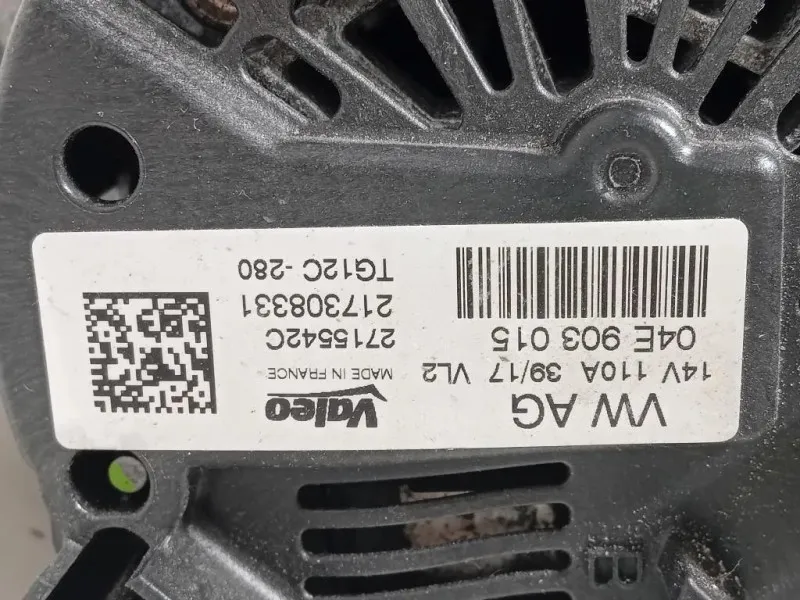 VW AG
14V 110A 39/17 VL2
04E 903 015
Valeo
MADE IN FRANCE
2715542C
217308331
TG12C -280